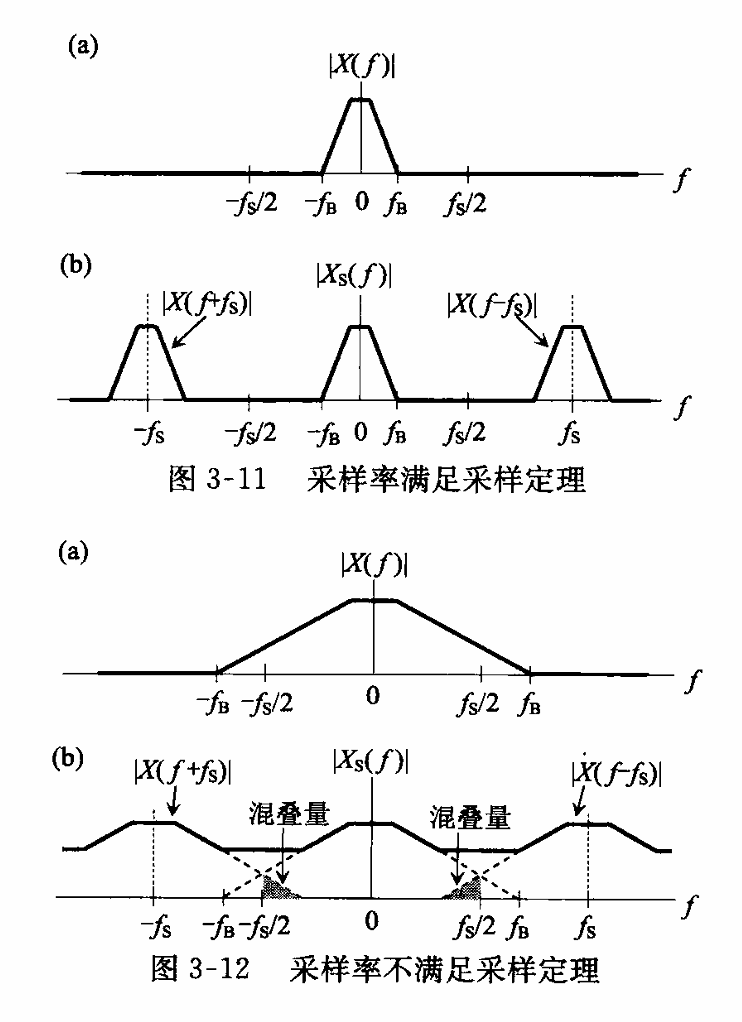 (a)
|X(f)|
-fS/2 -fB 0 fB fS/2 f
(b)
|XS(f)|
|X(f+fS)| |X(f-fS)|
-fS -fS/2 -fB 0 fB fS/2 fS f
图 3-11 采样率满足采样定理
(a)
|X(f)|
-fB -fS/2 0 fS/2 fB f
(b)
|XS(f)|
|X(f+fS)| |X(f-fS)|
混叠量 混叠量
-fS -fB -fS/2 0 fS/2 fB fS f
图 3-12 采样率不满足采样定理